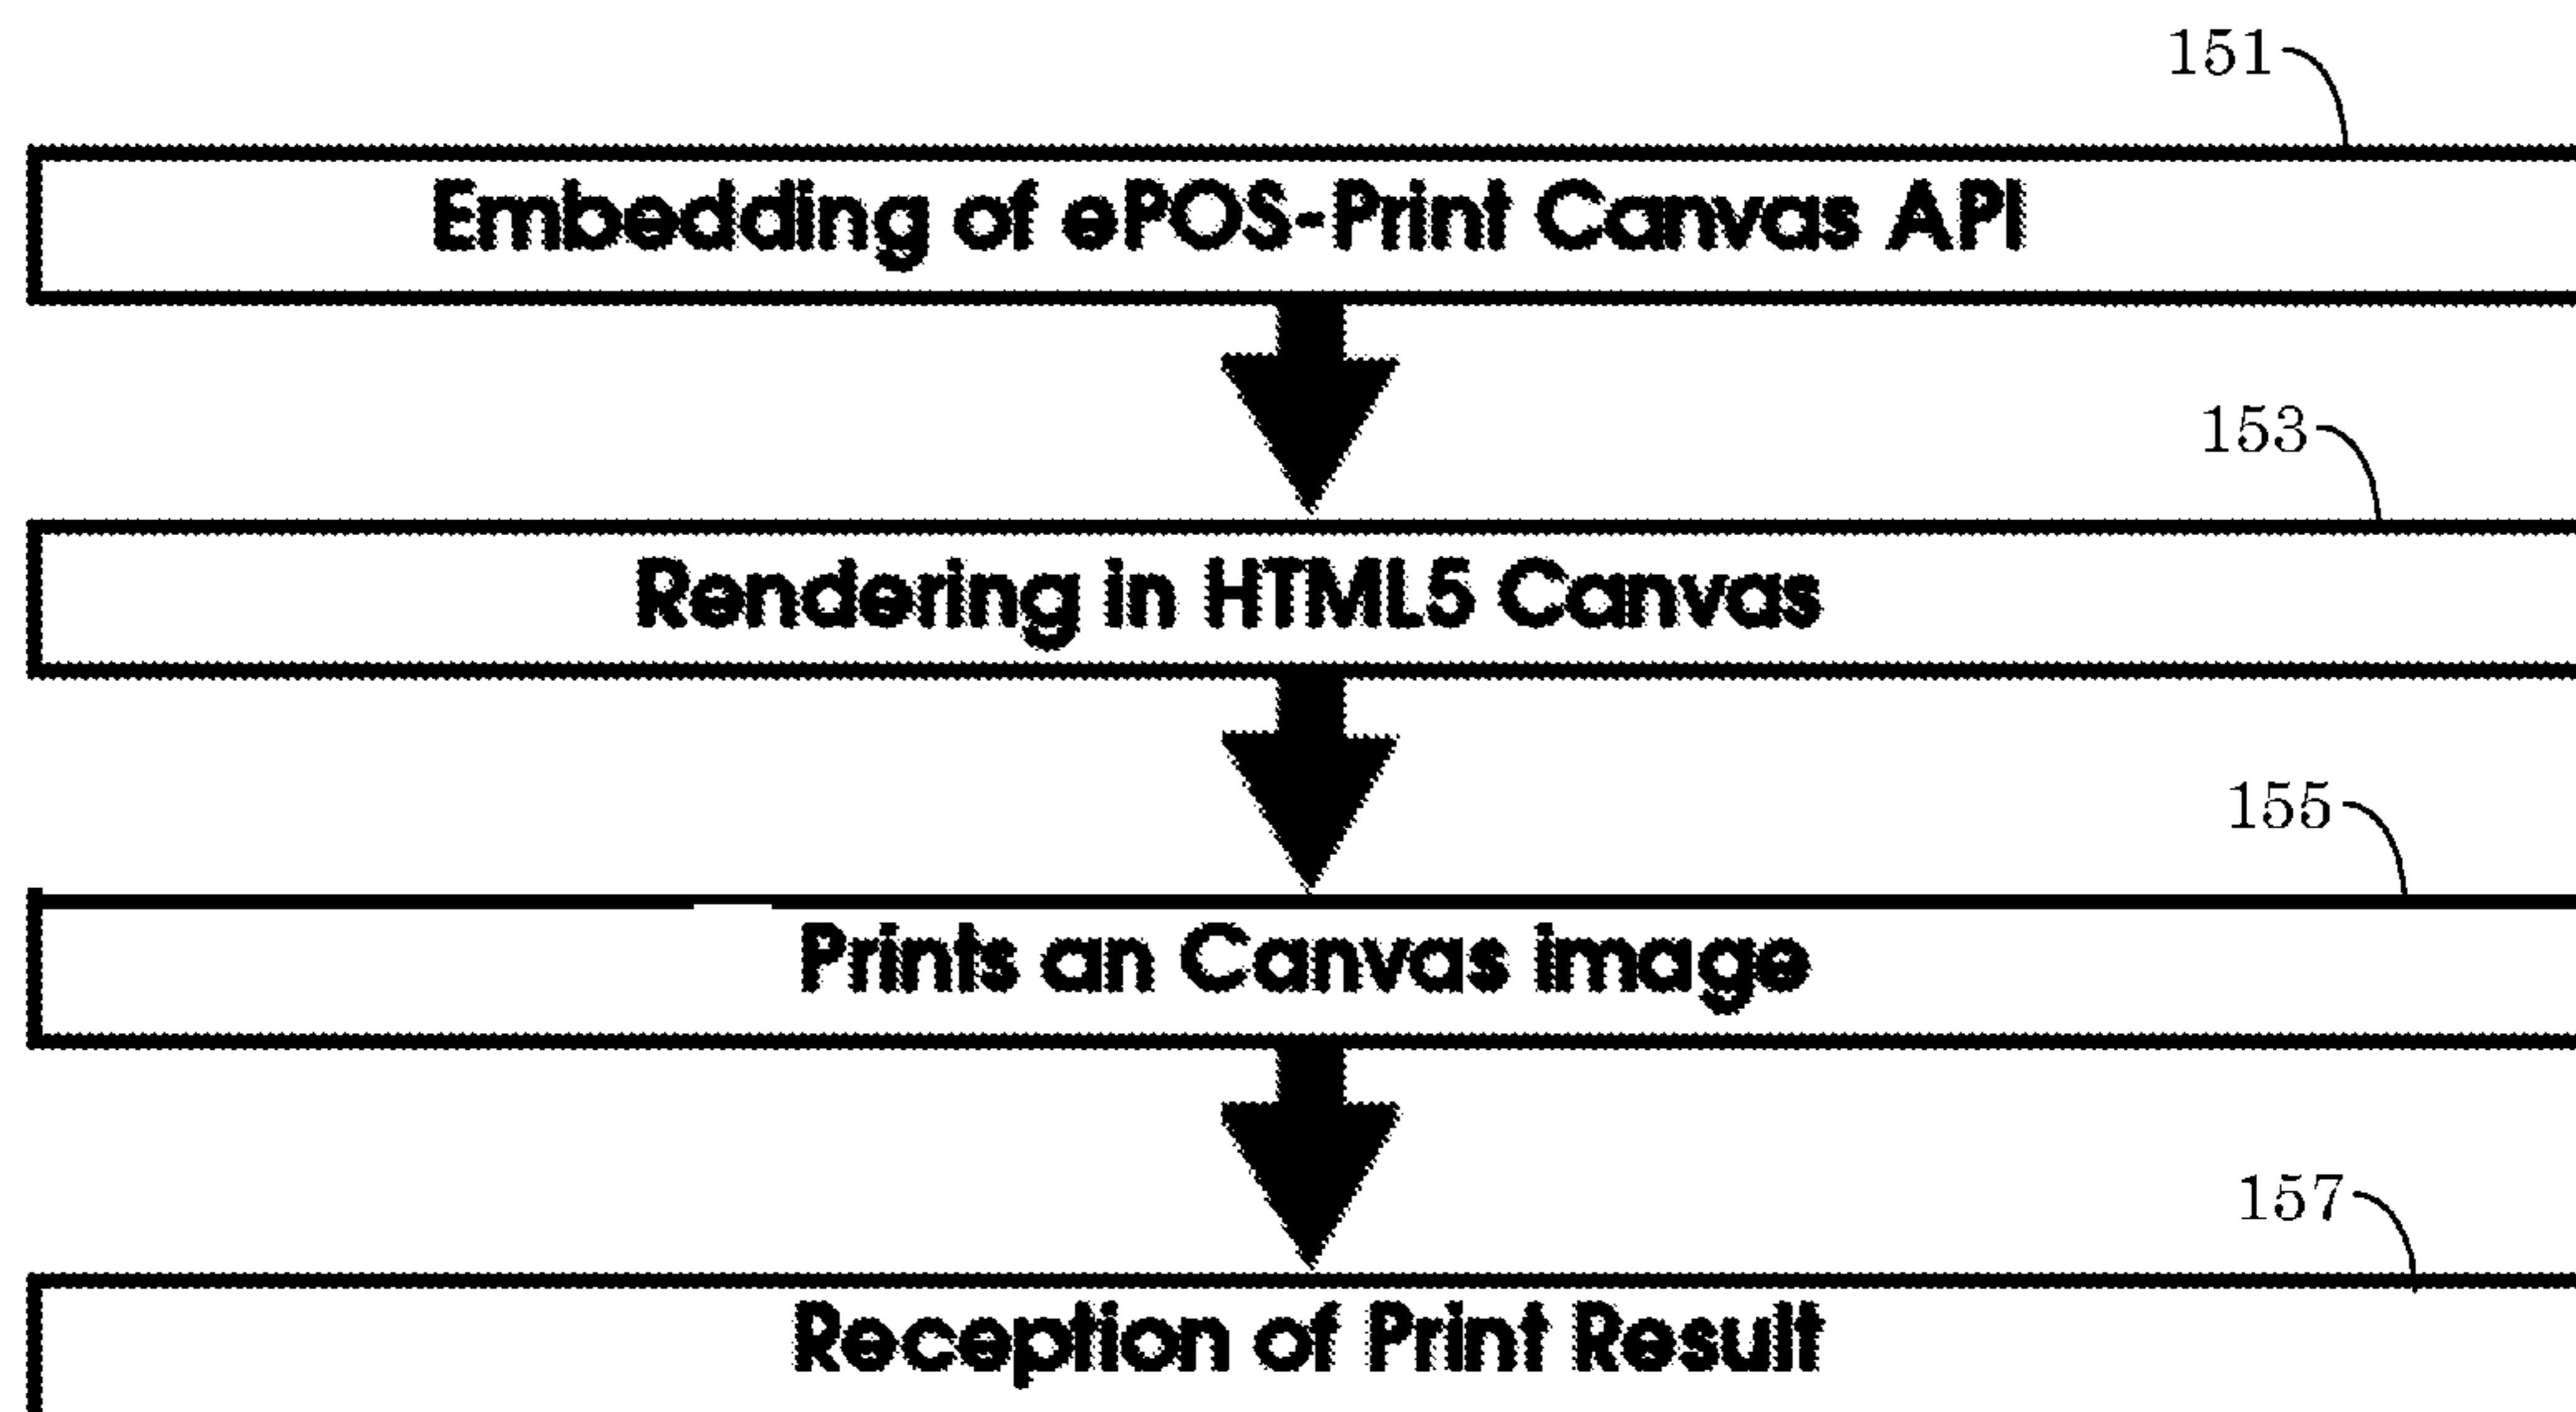 151
Embedding of ePOS-Print Canvas API
153
Rendering in HTML5 Canvas
155
Prints an Canvas image
157
Reception of Print Result